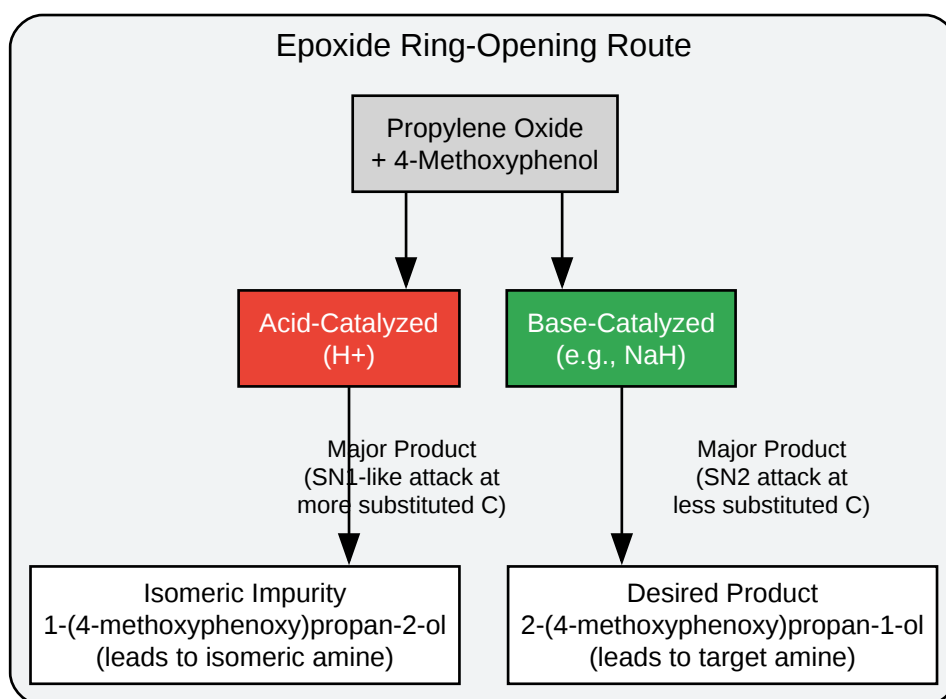 Epoxide Ring-Opening Route
Propylene Oxide
+ 4-Methoxyphenol
Acid-Catalyzed
(H+)
Base-Catalyzed
(e.g., NaH)
Major Product
(SN1-like attack at
more substituted C)
Major Product
(SN2 attack at
less substituted C)
Isomeric Impurity
1-(4-methoxyphenoxy)propan-2-ol
(leads to isomeric amine)
Desired Product
2-(4-methoxyphenoxy)propan-1-ol
(leads to target amine)